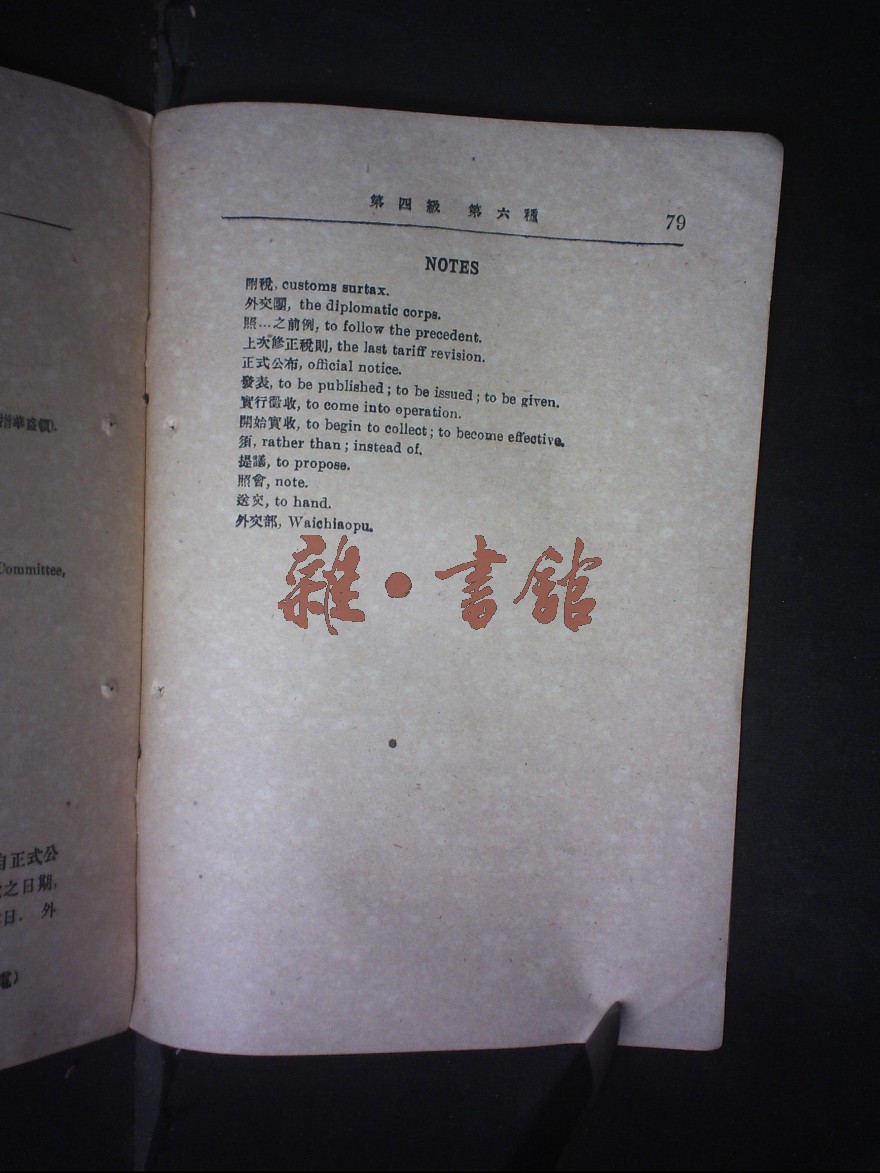 Committee,
自正式公
之日期,
日. 外
電)
第四級 第六種 79
NOTES
附稅, customs surtax.
外交團, the diplomatic corps.
照...之前例, to follow the precedent.
上次修正稅則, the last tariff revision.
正式公布, official notice.
發表, to be published; to be issued; to be given.
實行徵收, to come into operation.
開始實收, to begin to collect; to become effective.
須, rather than; instead of.
提議, to propose.
照會, note.
送交, to hand.
外交部, Waichiaopu.
雜•書館